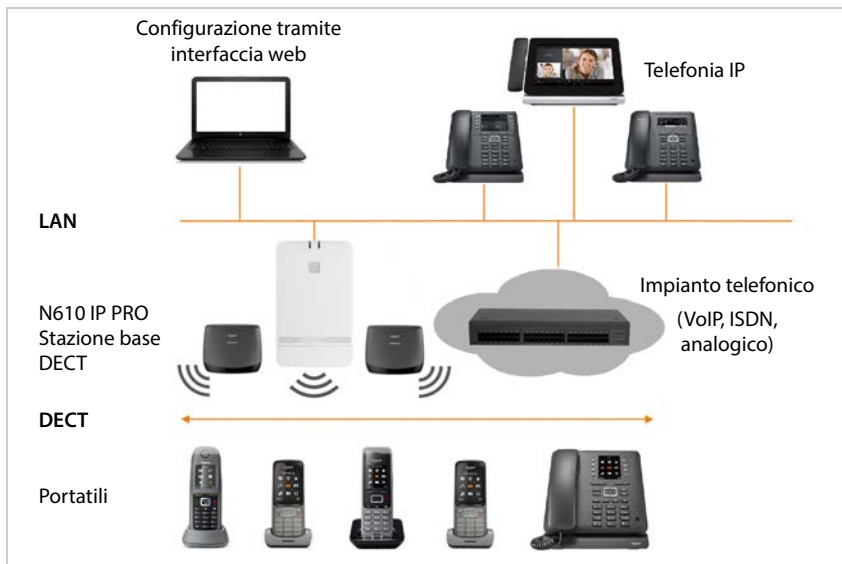 Configurazione tramite
interfaccia web
Telefonia IP
LAN
N610 IP PRO
Stazione base
DECT
Impianto telefonico
(VoIP, ISDN,
analogico)
DECT
Portatili